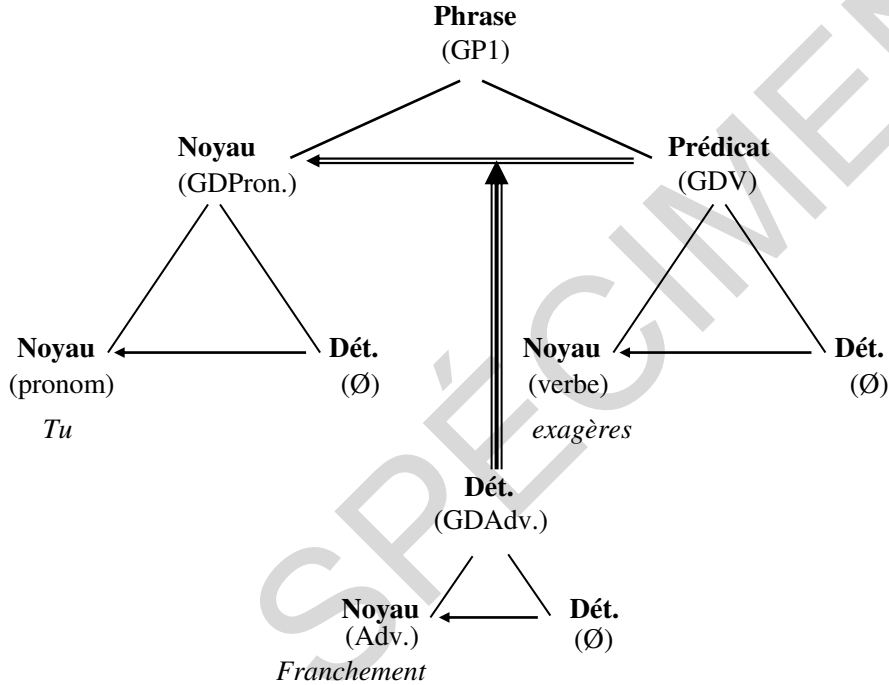 Phrase
(GP1)
Noyau
(GDPron.)
Prédicat
(GDV)
Noyau
(pronom)
Tu
Dét.
(Ø)
Noyau
(verbe)
exagères
Dét.
(Ø)
Dét.
(GDAdv.)
Noyau
(Adv.)
Franchement
Dét.
(Ø)
SPÉCIMEN